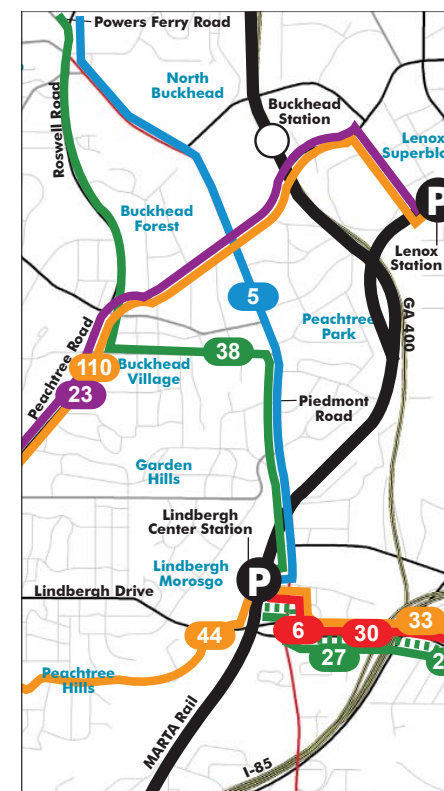 Powers Ferry Road
North
Buckhead
Roswell Road
Buckhead
Station
Lenox
P
Buckhead
Forest
Lenox
Station
5
GA 400
Peachtree
Park
Peachtree Road
38
110
Buckhead
Village
23
Piedmont
Road
Garden
Hills
Lindbergh
Center Station
Lindbergh
Morosgo
P
Lindbergh Drive
44
6
30
33
27
2
Peachtree
Hills
MARTA Rail
I-85